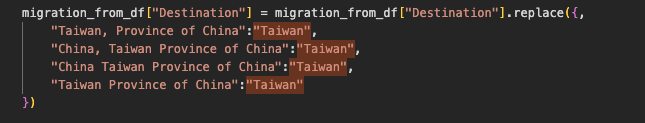 migration_from_df["Destination"] = migration_from_df["Destination"].replace({,
"Taiwan, Province of China":"Taiwan",
"China, Taiwan Province of China":"Taiwan",
"China Taiwan Province of China":"Taiwan",
"Taiwan Province of China":"Taiwan"
})